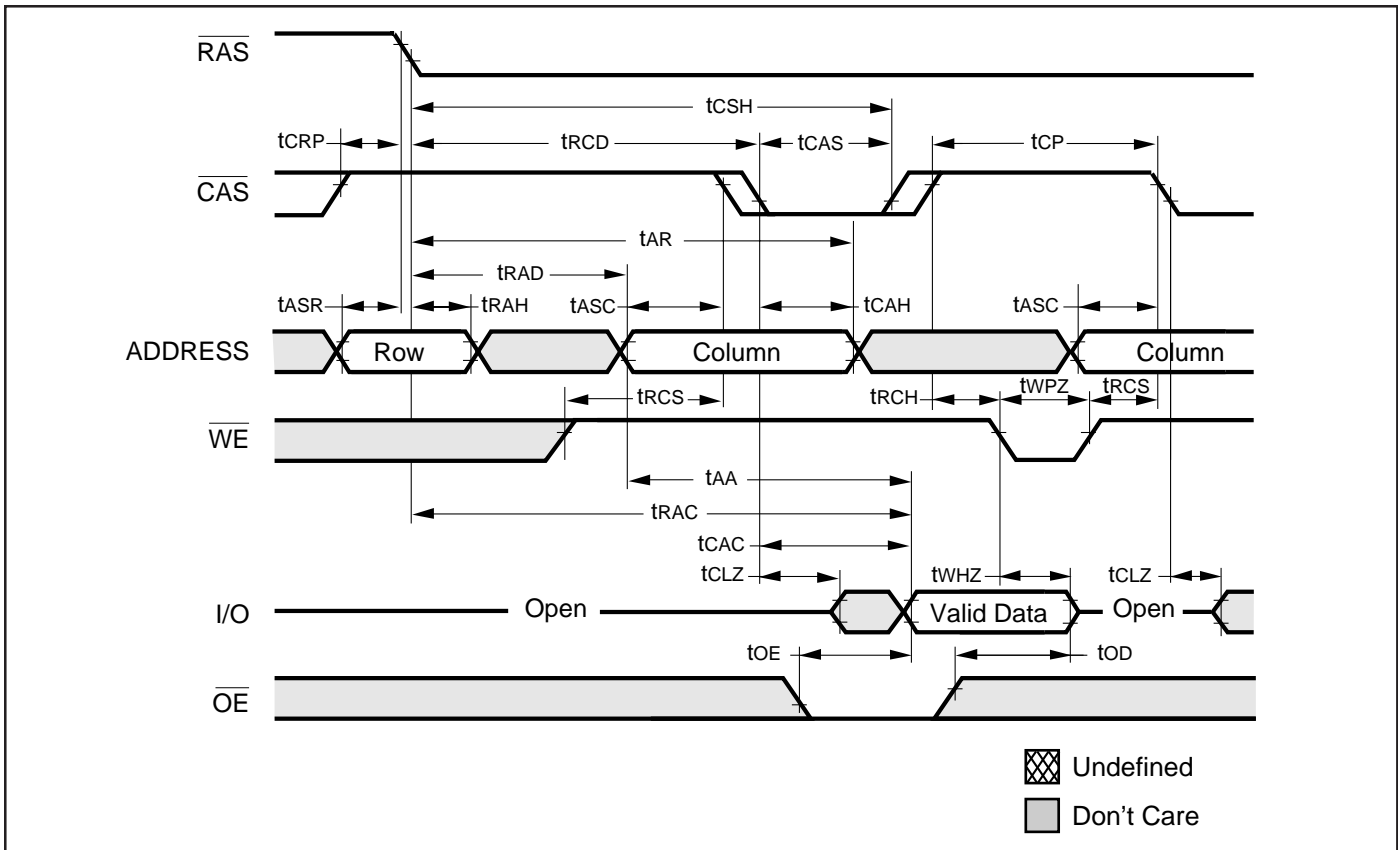 RAS
tCSH
tCRP
tRCD
tCAS
tCP
CAS
tAR
tRAD
tASR
tRAH
tASC
tCAH
tASC
ADDRESS
Row
Column
Column
tRCS
tRCH
tWPZ
tRCS
WE
tAA
tRAC
tCAC
tCLZ
tWHZ
tCLZ
I/O
Open
Valid Data
Open
tOE
tOD
OE
Undefined
Don't Care